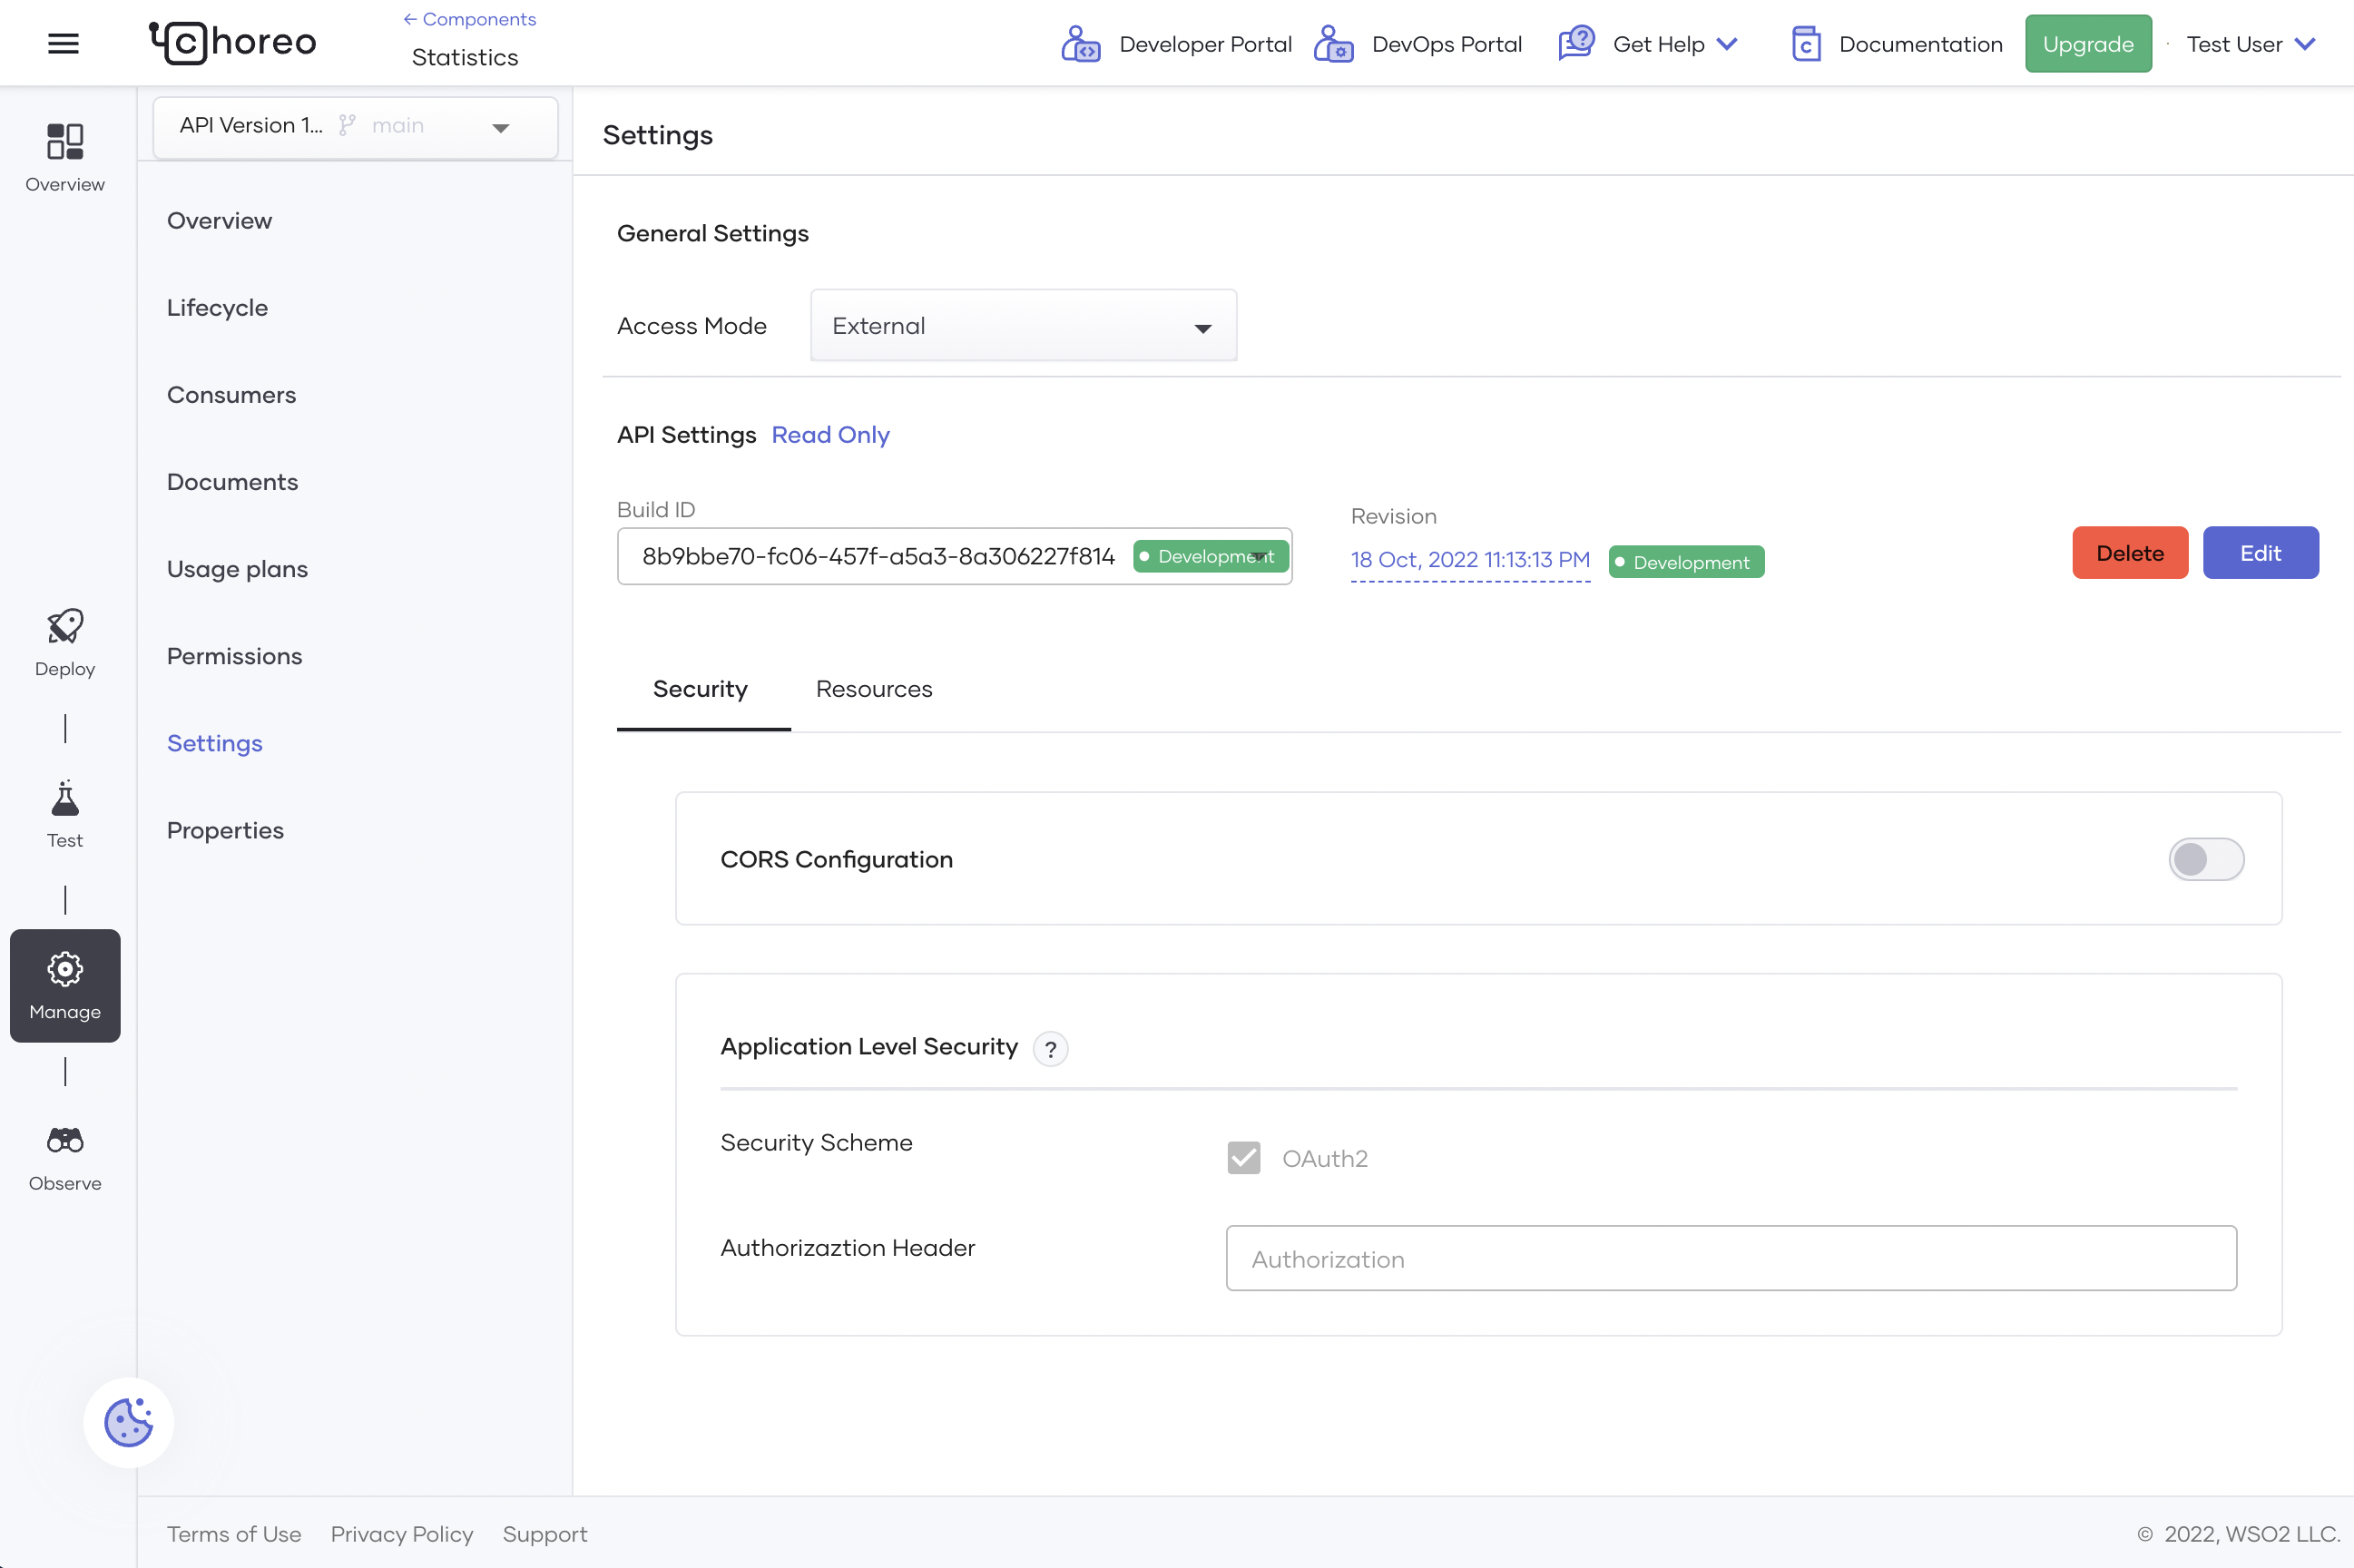 choreo
← Components
Statistics
Developer Portal
DevOps Portal
Get Help
Documentation
Upgrade
Test User
Overview
Deploy
Test
Manage
Observe
API Version 1...
main
Overview
Lifecycle
Consumers
Documents
Usage plans
Permissions
Settings
Properties
Settings
General Settings
Access Mode
External
API Settings Read Only
Build ID
8b9bbe70-fc06-457f-a5a3-8a306227f814
Development
Revision
18 Oct, 2022 11:13:13 PM
Development
Delete
Edit
Security
Resources
CORS Configuration
Application Level Security ?
Security Scheme
OAuth2
Authorizaztion Header
Authorization
Terms of Use
Privacy Policy
Support
© 2022, WSO2 LLC.